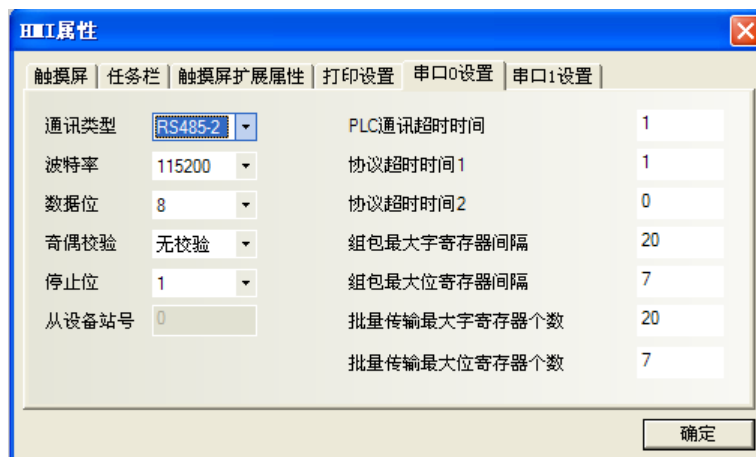 HMI属性
触摸屏 任务栏 触摸屏扩展属性 打印设置 串口0设置 串口1设置
通讯类型 RS485-2 PLC通讯超时时间 1
波特率 115200 协议超时时间1 1
数据位 8 协议超时时间2 0
奇偶校验 无校验 组包最大字寄存器间隔 20
停止位 1 组包最大位寄存器间隔 7
从设备站号 0 批量传输最大字寄存器个数 20
批量传输最大位寄存器个数 7
确定